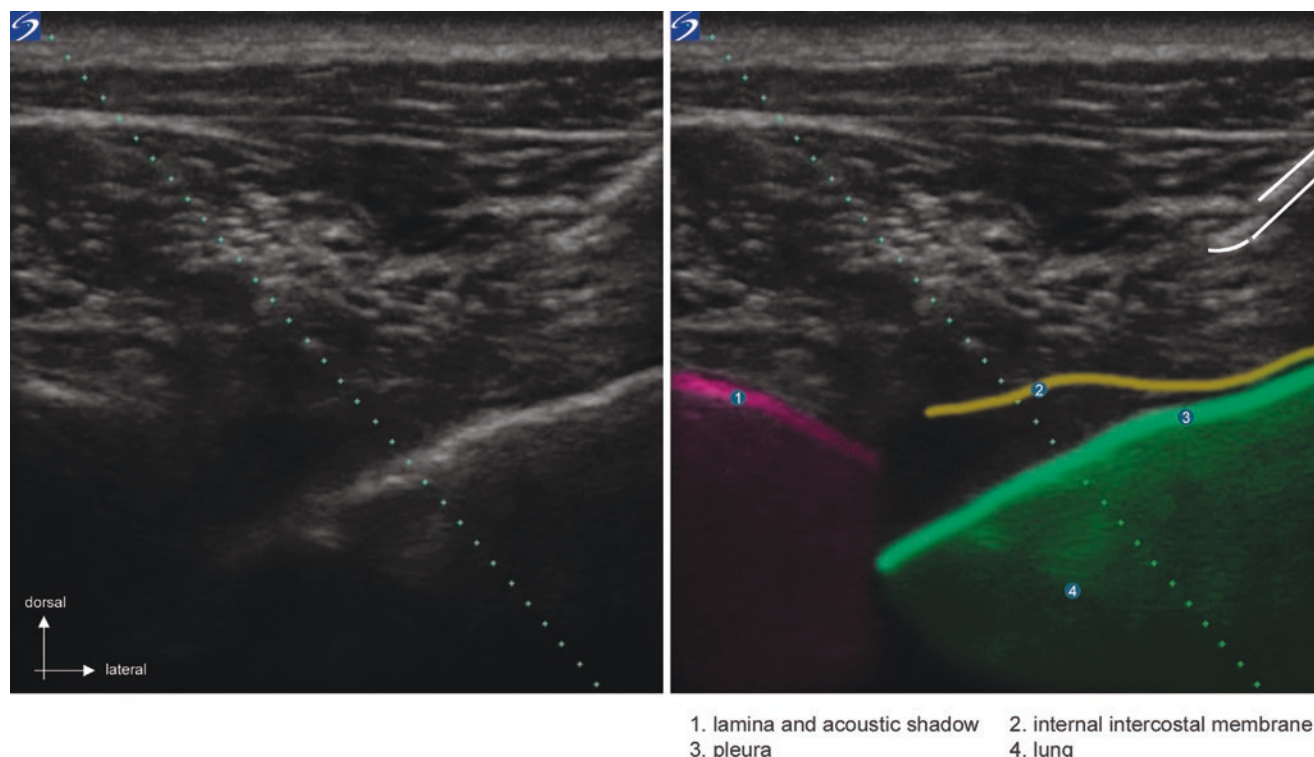 dorsal
lateral
1
2
3
4
1. lamina and acoustic shadow 2. internal intercostal membrane
3. pleura 4. lung